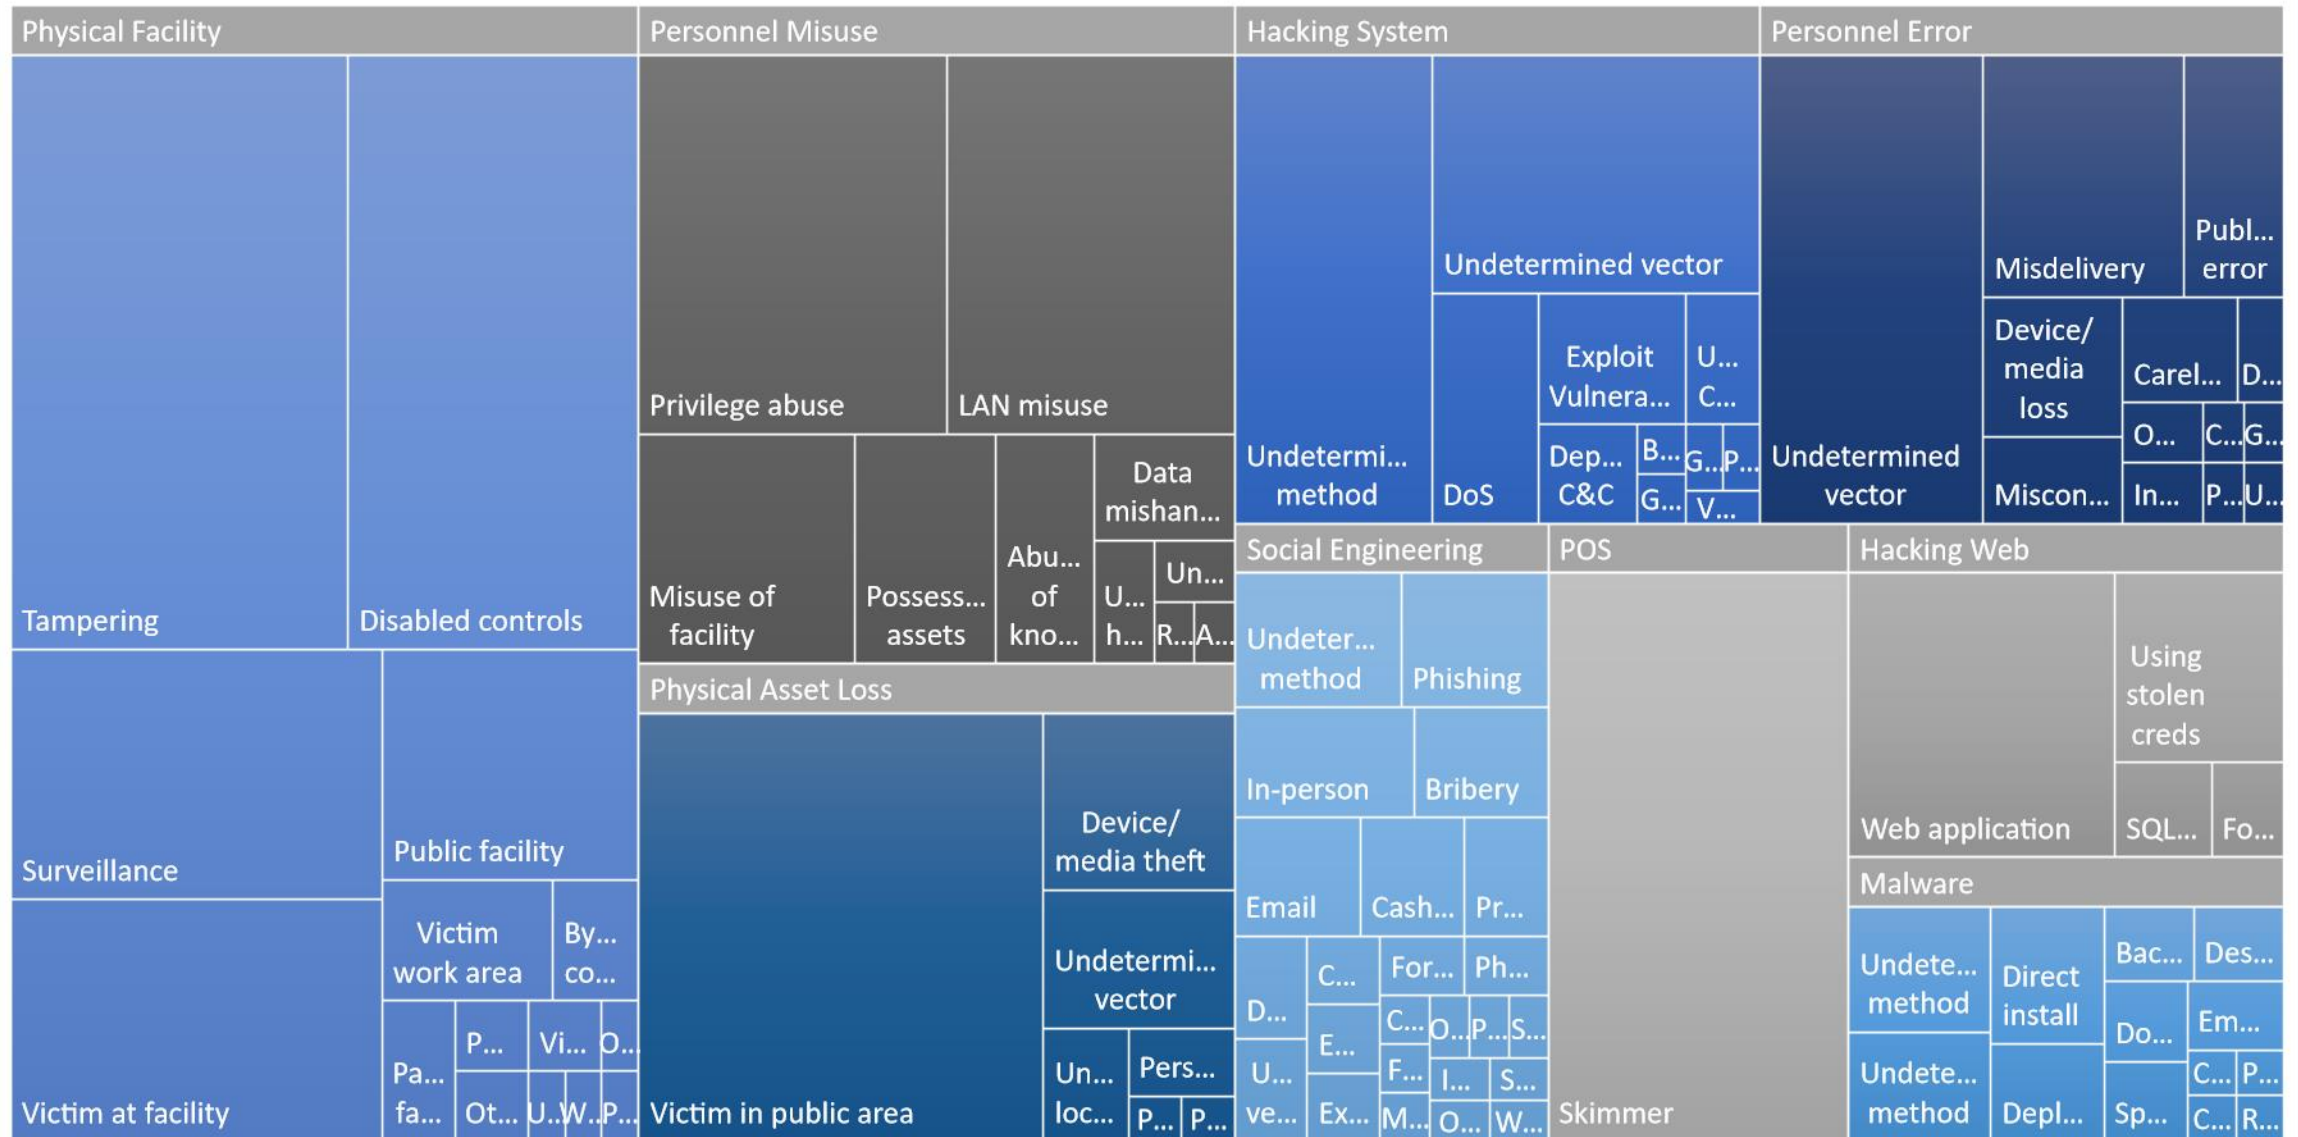 Physical Facility
Tampering
Disabled controls
Surveillance
Public facility
Victim at facility
Victim
work area
By...
co...
Pa...
fa...
P...
Vi...
O...
Ot...
U...
W...
P...
Personnel Misuse
Privilege abuse
LAN misuse
Misuse of
facility
Possess...
assets
Abu...
of
kno...
Data
mishan...
U...
h...
Un...
R...
A...
Physical Asset Loss
Victim in public area
Device/
media theft
Undetermi...
vector
Un...
loc...
Pers...
P...
P...
Hacking System
Undetermi...
method
Undetermined vector
DoS
Exploit
Vulnera...
U...
C...
Dep...
C&C
B...
G...
G...
P...
V...
Personnel Error
Undetermined
vector
Misdelivery
Publ...
error
Device/
media
loss
Miscon...
Carel...
D...
O...
C...
G...
In...
P...
U...
Social Engineering
Undeter...
method
Phishing
In-person
Bribery
Email
Cash...
Pr...
D...
U...
ve...
C...
E...
Ex...
For...
Ph...
C...
F...
M...
O...
P...
S...
I...
S...
O...
W...
POS
Skimmer
Hacking Web
Web application
Using
stolen
creds
SQL...
Fo...
Malware
Undete...
method
Undete...
method
Direct
install
Depl...
Bac...
Des...
Do...
Em...
Sp...
C...
P...
C...
R...